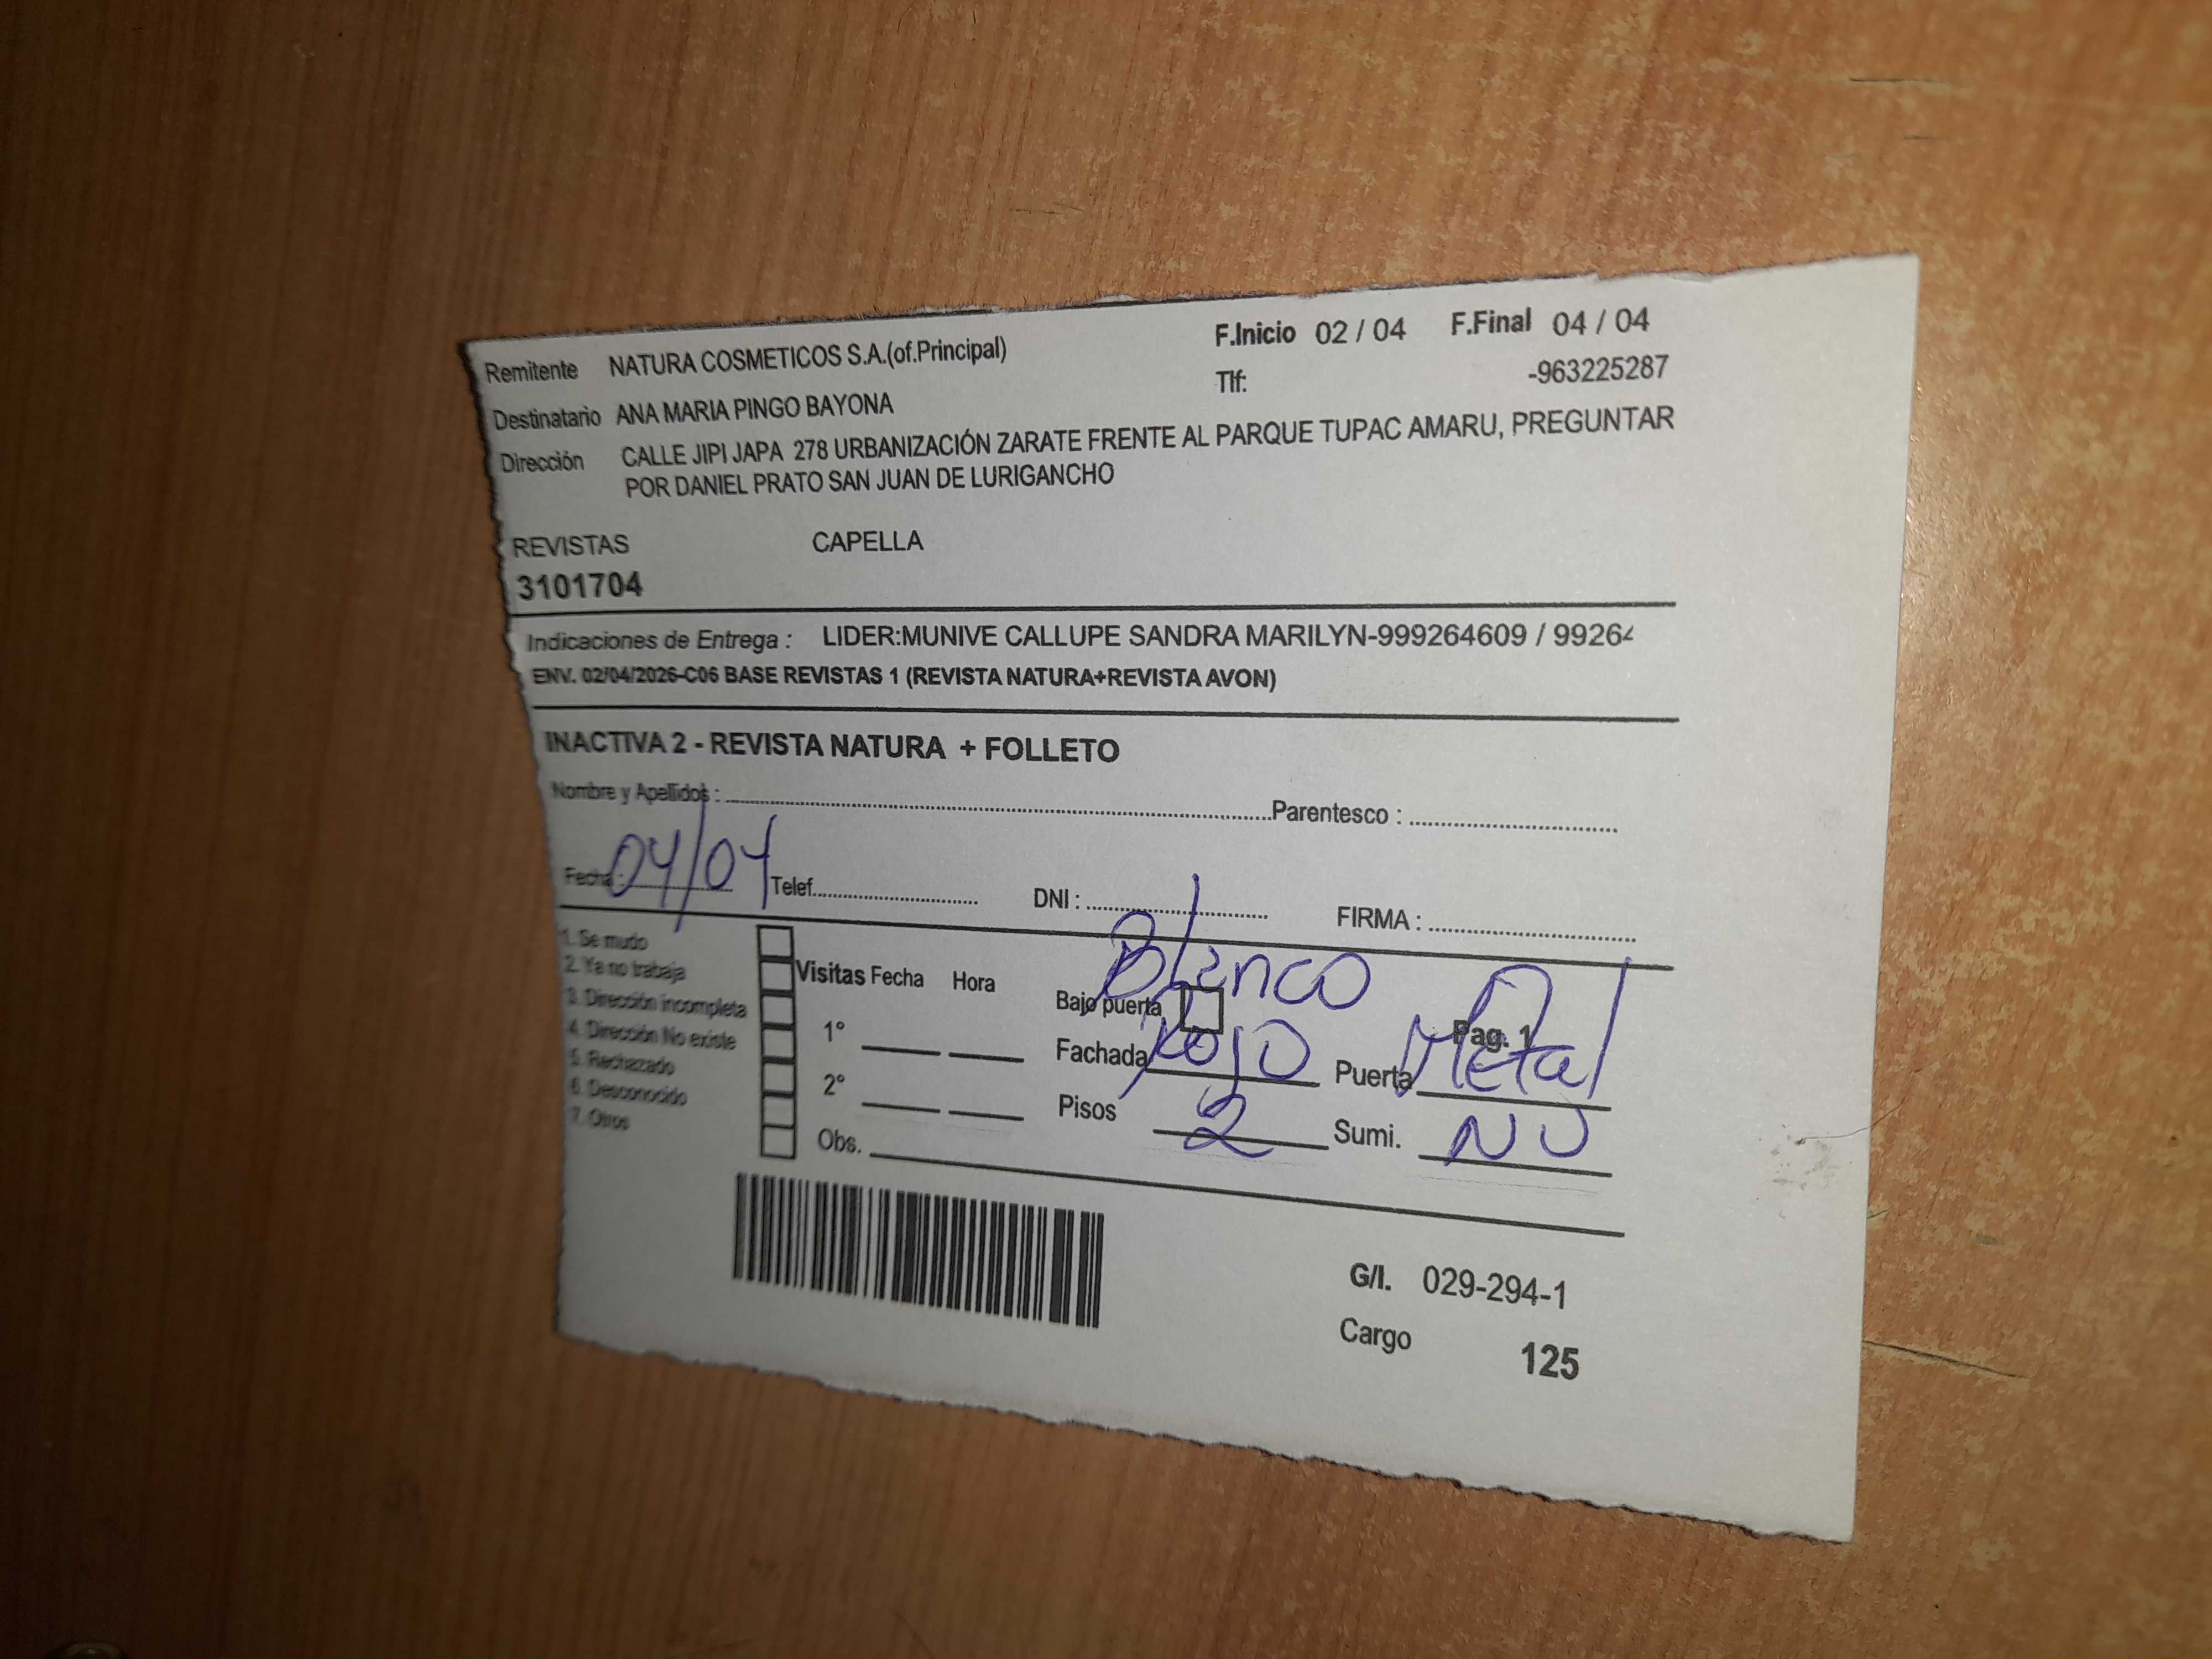 Remitente NATURA COSMETICOS S.A.(of.Principal) F.Inicio 02 / 04 F.Final 04 / 04
Tlf: -963225287
Destinatario ANA MARIA PINGO BAYONA
Dirección CALLE JIPI JAPA 278 URBANIZACIÓN ZARATE FRENTE AL PARQUE TUPAC AMARU, PREGUNTAR
POR DANIEL PRATO SAN JUAN DE LURIGANCHO
REVISTAS CAPELLA
3101704
Indicaciones de Entrega : LIDER:MUNIVE CALLUPE SANDRA MARILYN-999264609 / 99264
ENV. 02/04/2026-C06 BASE REVISTAS 1 (REVISTA NATURA+REVISTA AVON)
INACTIVA 2 - REVISTA NATURA + FOLLETO
Nombre y Apellidos : Parentesco :
Fecha : 04/04 Telef. DNI : FIRMA :
1. Se mudo
2. Ya no trabaja
3. Dirección incompleta
4. Dirección No existe
5. Rechazado
6. Desconocido
7. Otros
Visitas Fecha Hora
1°
2°
Obs.
Blanco
Bajo puerta Pag. 1
Fachada Rojo Puerta Metal
Pisos 2 Sumi. NO
G/I. 029-294-1
Cargo 125